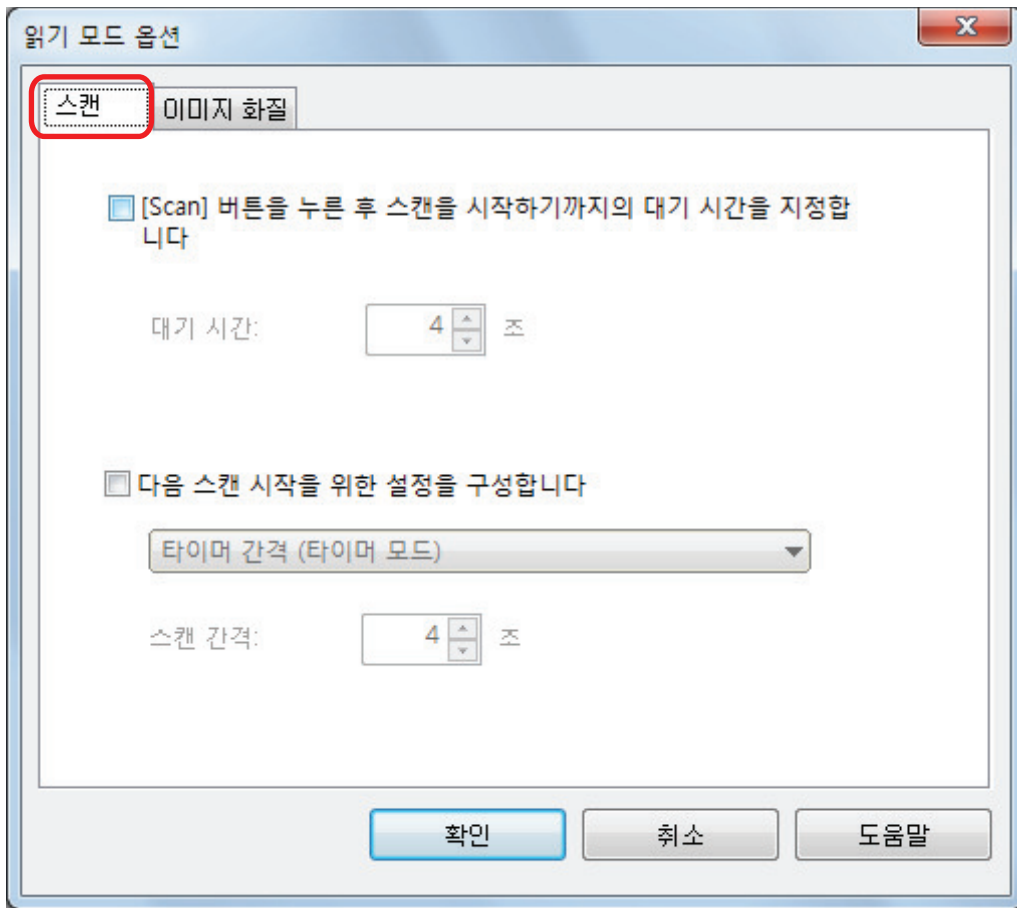 읽기 모드 옵션
스캔
이미지 화질
[Scan] 버튼을 누른 후 스캔을 시작하기까지의 대기 시간을 지정합
니다
대기 시간: 4 조
다음 스캔 시작을 위한 설정을 구성합니다
타이머 간격 (타이머 모드)
스캔 간격: 4 조
확인
취소
도움말